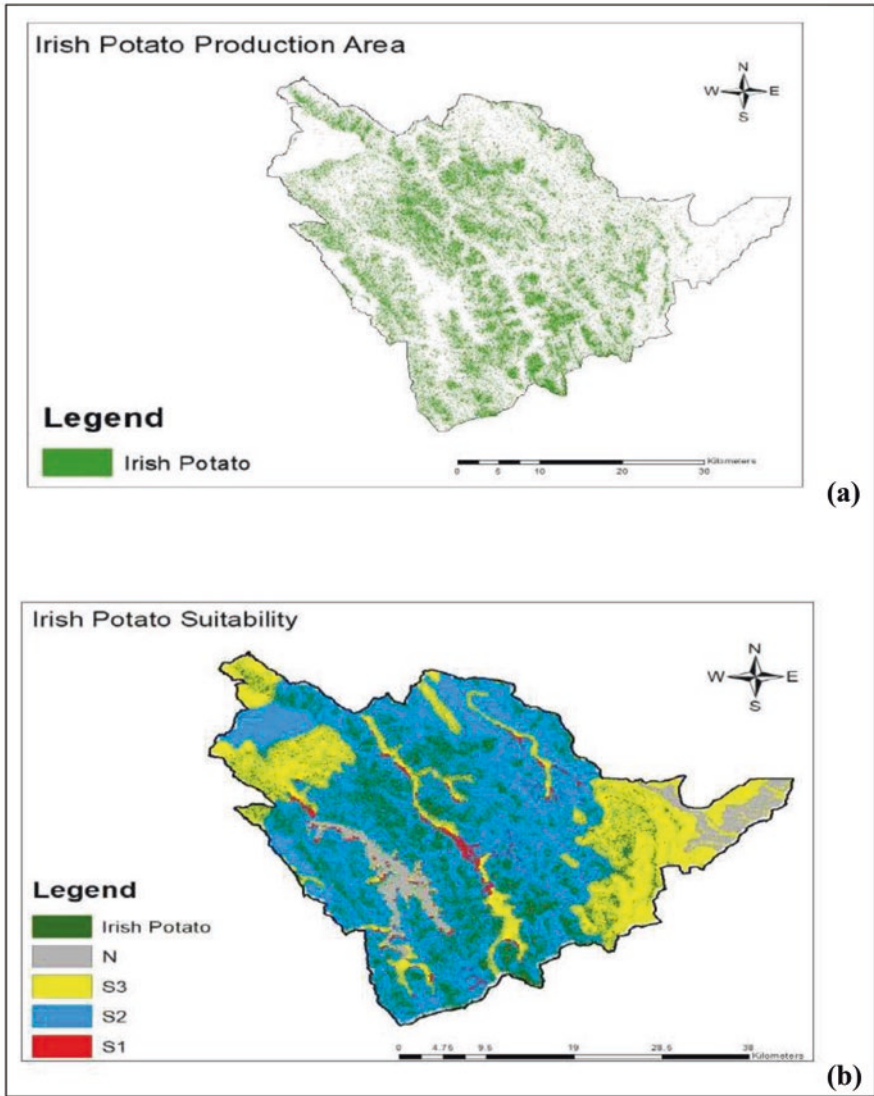 Irish Potato Production Area
N
W E
S
Legend
Irish Potato
Kilometers
0 5 10 20 30
(a)
Irish Potato Suitability
N
W E
S
Legend
Irish Potato
N
S3
S2
S1
0 4.75 9.5 19 28.5 38
Kilometers
(b)